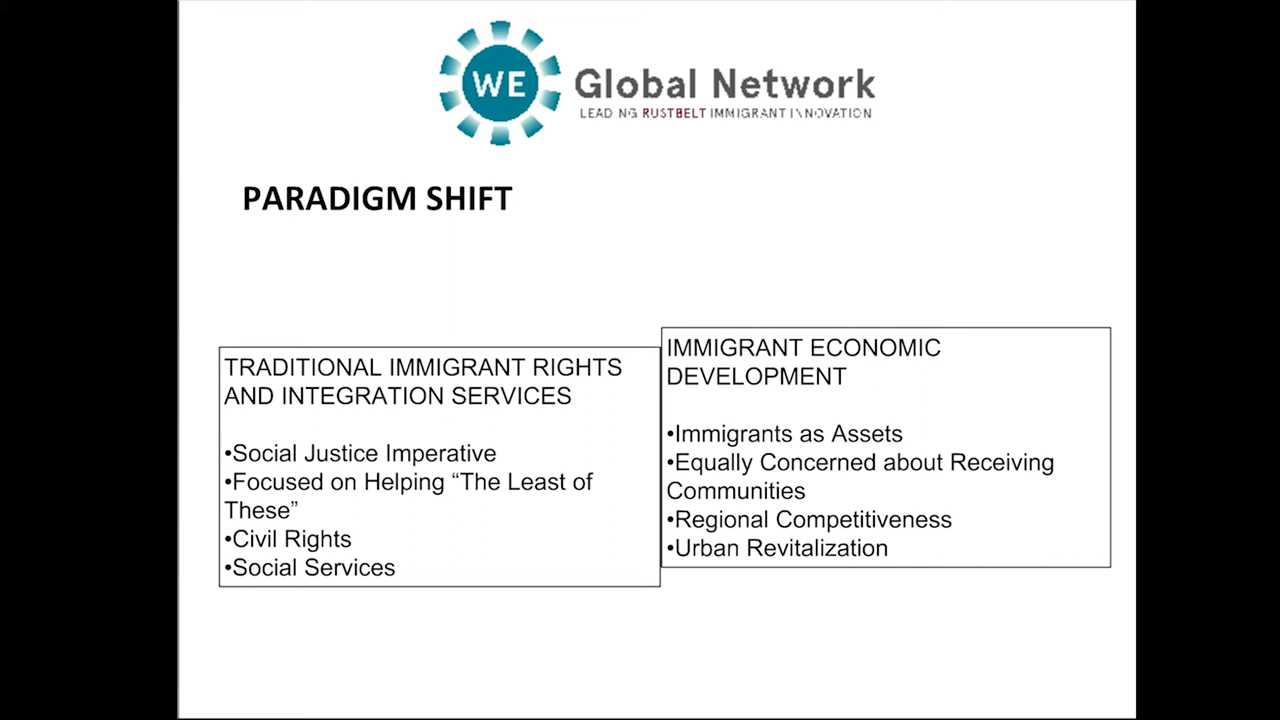 WE Global Network
LEADING RUSTBELT IMMIGRANT INNOVATION
PARADIGM SHIFT
TRADITIONAL IMMIGRANT RIGHTS
AND INTEGRATION SERVICES
•Social Justice Imperative
•Focused on Helping “The Least of
These”
•Civil Rights
•Social Services
IMMIGRANT ECONOMIC
DEVELOPMENT
•Immigrants as Assets
•Equally Concerned about Receiving
Communities
•Regional Competitiveness
•Urban Revitalization